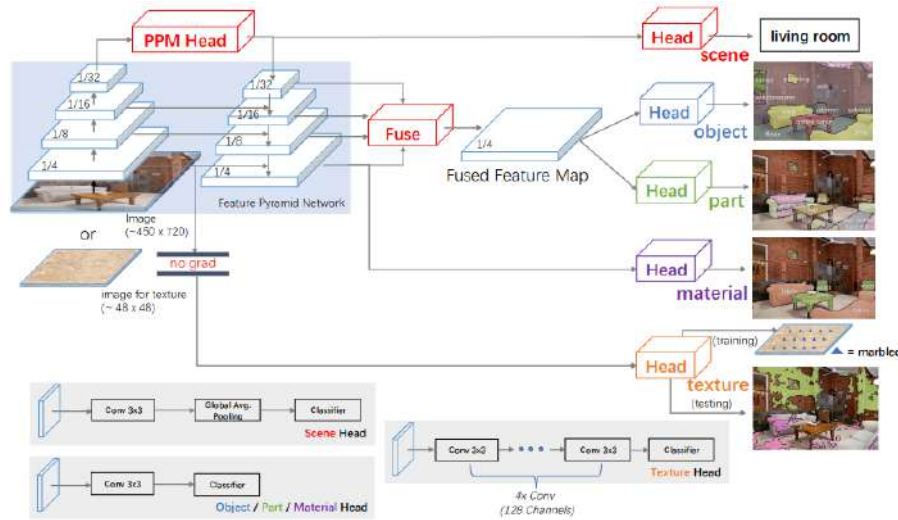 PPM Head
Head
scene
living room
1/32
1/16
1/8
1/4
1/32
1/16
1/8
1/4
Feature Pyramid Network
Fuse
1/4
Fused Feature Map
Head
object
Head
part
Head
material
Image
(~450 x 720)
or
no grad
image for texture
(~ 48 x 48)
Head
texture
(training)
(testing)
= marbled
Conv 3x3
Global Avg.
Pooling
Classifier
Scene Head
Conv 3x3
Classifier
Object / Part / Material Head
Conv 3x3
Conv 3x3
Classifier
Texture Head
4x Conv
(128 Channels)